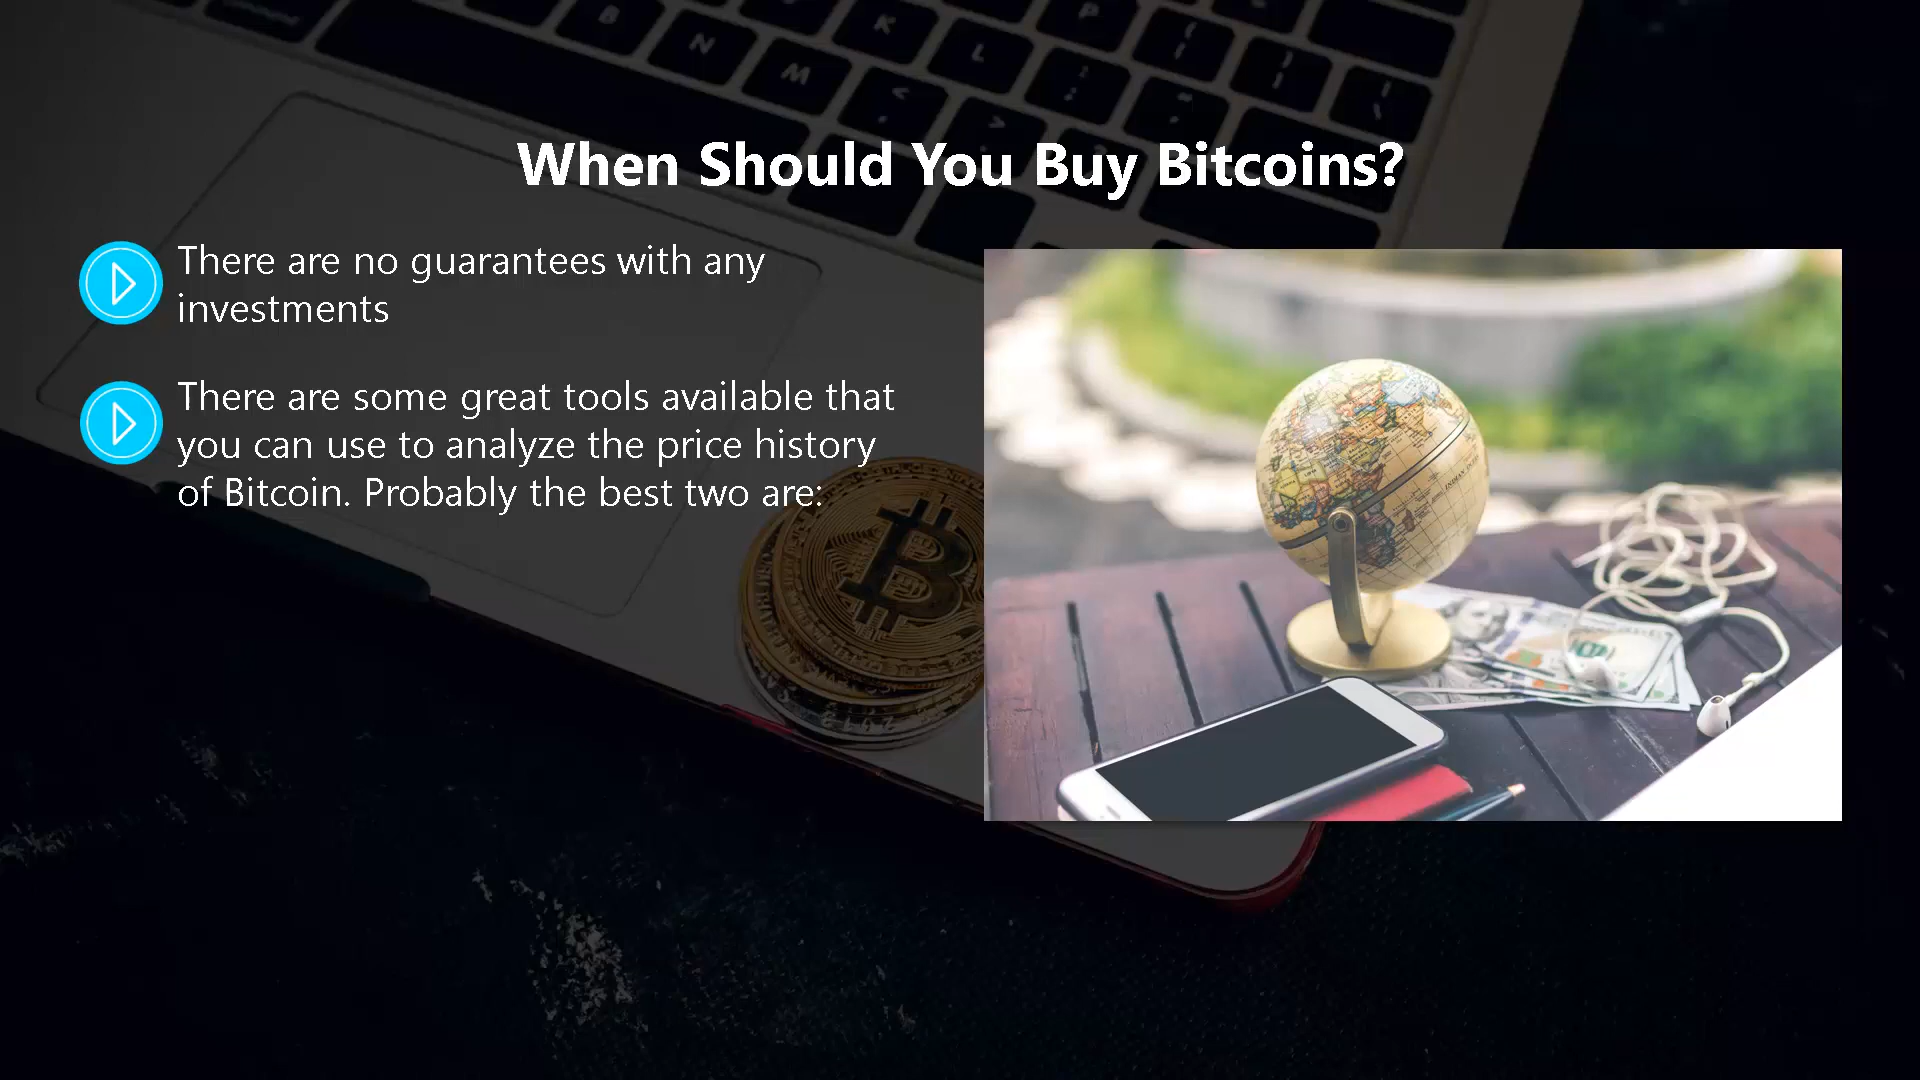 When Should You Buy Bitcoins?
There are no guarantees with any
investments
There are some great tools available that
you can use to analyze the price history
of Bitcoin. Probably the best two are: